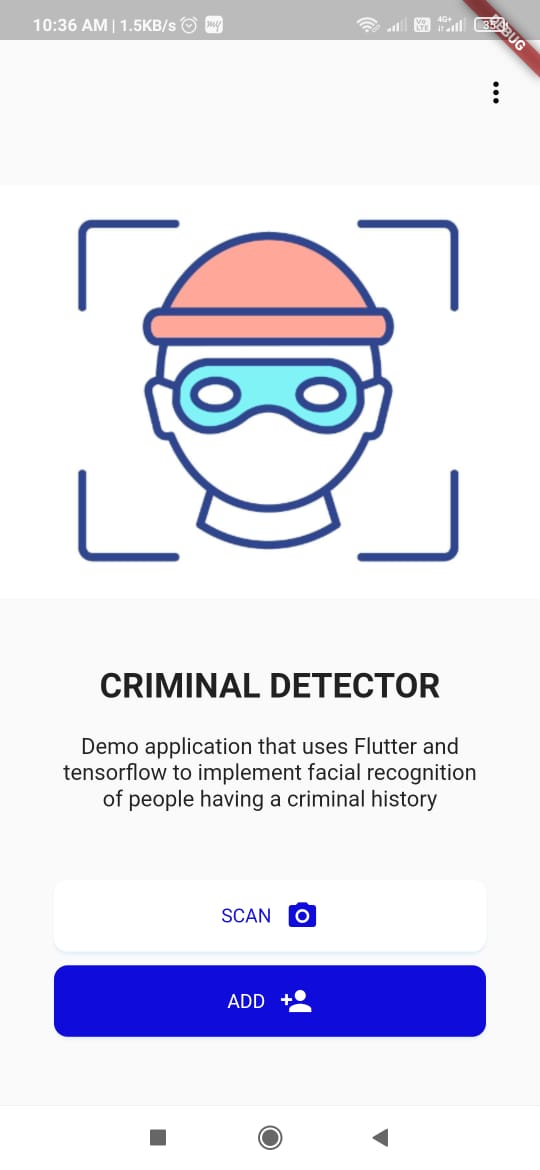 10:36 AM | 1.5KB/s
CRIMINAL DETECTOR
Demo application that uses Flutter and
tensorflow to implement facial recognition
of people having a criminal history
SCAN
ADD